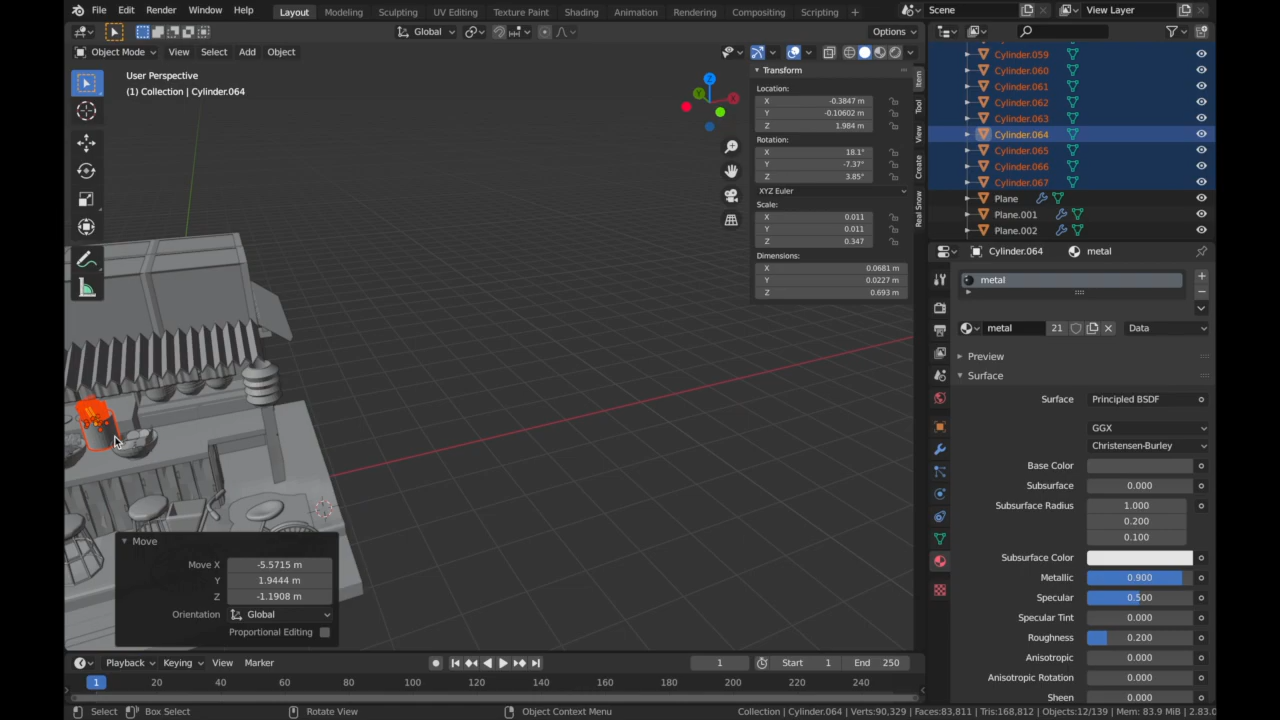 File Edit Render Window Help Layout Modeling Sculpting UV Editing Texture Paint Shading Animation Rendering Compositing Scripting + Scene View Layer
Global Options
Object Mode View Select Add Object
User Perspective
(1) Collection | Cylinder.064
Z
Y
X
Transform
Location:
X -0.3847 m
Y -0.10602 m
Z 1.984 m
Rotation:
X 18.1°
Y -7.37°
Z 3.85°
XYZ Euler
Scale:
X 0.011
Y 0.011
Z 0.347
Dimensions:
X 0.0681 m
Y 0.0227 m
Z 0.693 m
Item
Tool
View
Create
Real Snow
Cylinder.059
Cylinder.060
Cylinder.061
Cylinder.062
Cylinder.063
Cylinder.064
Cylinder.065
Cylinder.066
Cylinder.067
Plane
Plane.001
Plane.002
Cylinder.064 metal
metal
metal 21 Data
Preview
Surface
Surface Principled BSDF
GGX
Christensen-Burley
Base Color
Subsurface 0.000
Subsurface Radius 1.000
0.200
0.100
Subsurface Color
Metallic 0.900
Specular 0.500
Specular Tint 0.000
Roughness 0.200
Anisotropic 0.000
Anisotropic Rotation 0.000
Sheen 0.000
Move
Move X -5.5715 m
Y 1.9444 m
Z -1.1908 m
Orientation Global
Proportional Editing
Playback Keying View Marker 1 Start 1 End 250
1 20 40 60 80 100 120 140 160 180 200 220 240
Select Box Select Rotate View Object Context Menu Collection | Cylinder.064 | Verts:90,329 | Faces:83,811 | Tris:168,812 | Objects:12/139 | Mem: 83.9 MiB | 2.83.0